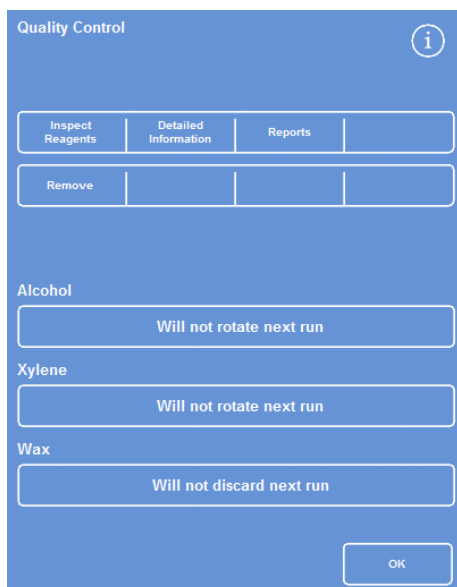 Quality Control
i
Inspect
Reagents
Detailed
Information
Reports
Remove
Alcohol
Will not rotate next run
Xylene
Will not rotate next run
Wax
Will not discard next run
OK